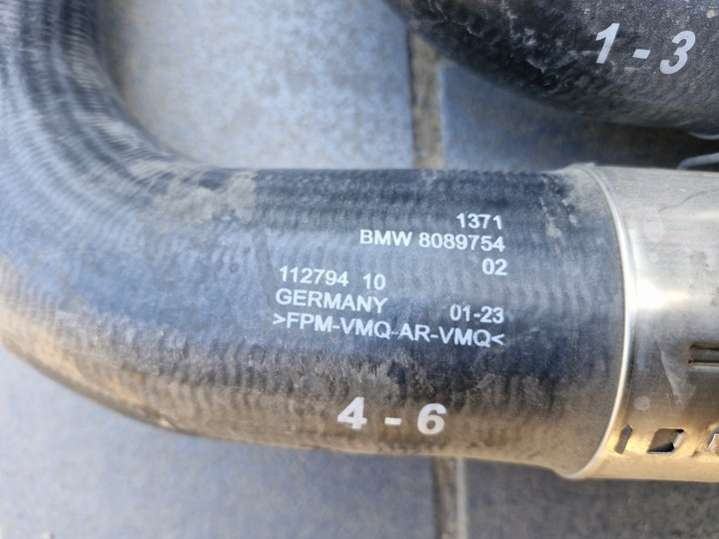 1 - 3
1371
BMW 8089754
02
112794 10
GERMANY 01-23
>FPM-VMQ-AR-VMQ<
4 - 6